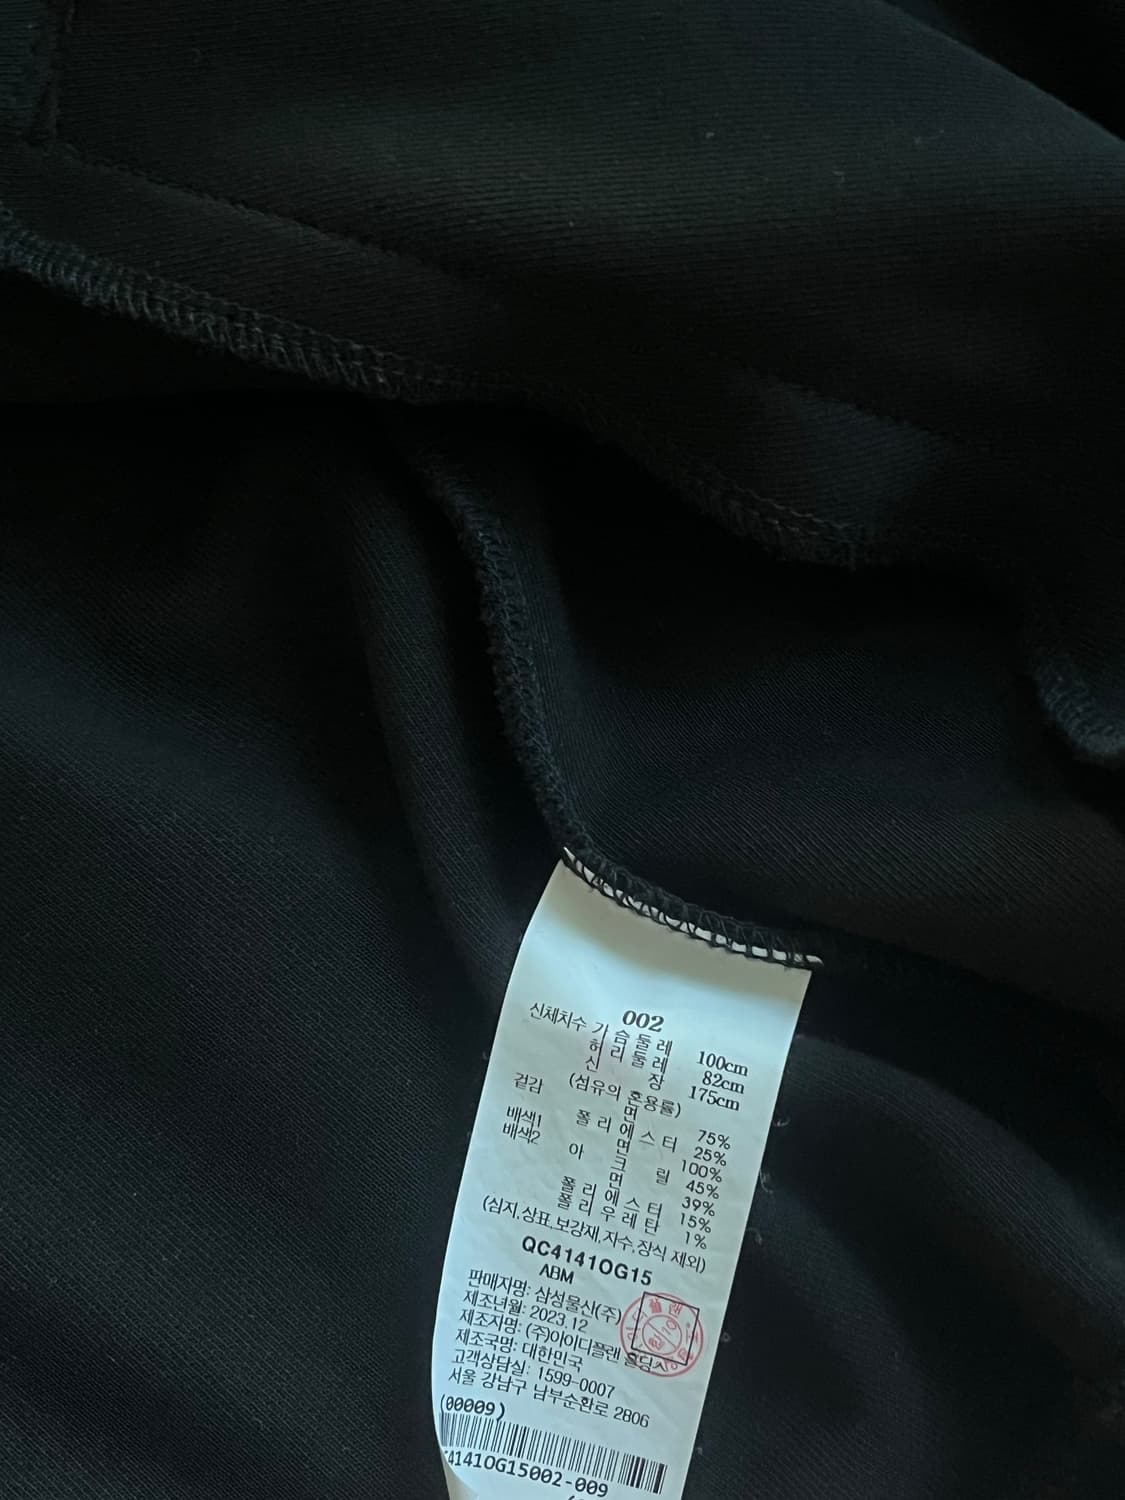 002
신체치수 가슴둘레 100cm
허리둘레 82cm
신장 175cm
(섬유의 혼용률)
겉감 면 75%
폴리에스터 25%
배색1 면 100%
배색2 아크릴 45%
면 39%
폴리에스터 15%
폴리우레탄 1%
(심지,상표,보강재,자수,장식 제외)
QC4141OG15
ABM
판매자명: 삼성물산(주)
제조년월: 2023.12
제조자명: (주)아이디플랜 홀딩스
제조국명: 대한민국
고객상담실: 1599-0007
서울 강남구 남부순환로 2806
(00009)
4141OG15002-009